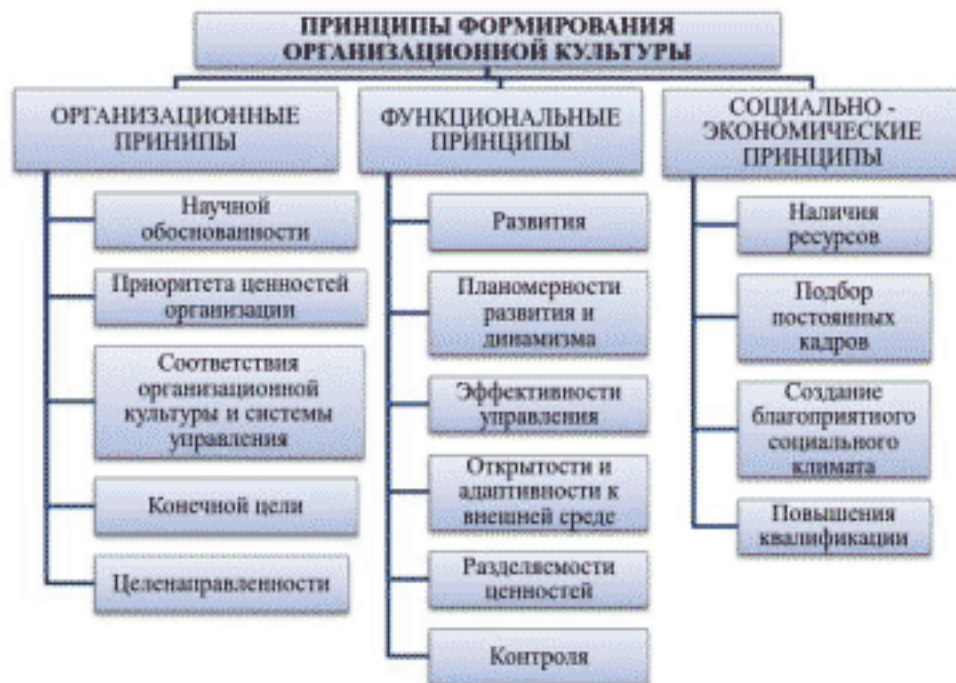 ПРИНЦИПЫ ФОРМИРОВАНИЯ
ОРГАНИЗАЦИОННОЙ КУЛЬТУРЫ
ОРГАНИЗАЦИОННЫЕ
ПРИНИПЫ
Научной
обоснованности
Приоритета ценностей
организации
Соответствия
организационной
культуры и системы
управления
Конечной цели
Целенаправленности
ФУНКЦИОНАЛЬНЫЕ
ПРИНЦИПЫ
Развития
Планомерности
развития и
динамизма
Эффективности
управления
Открытости и
адаптивности к
внешней среде
Разделяемости
ценностей
Контроля
СОЦИАЛЬНО -
ЭКОНОМИЧЕСКИЕ
ПРИНЦИПЫ
Наличия
ресурсов
Подбор
постоянных
кадров
Создание
благоприятного
социального
климата
Повышения
квалификации